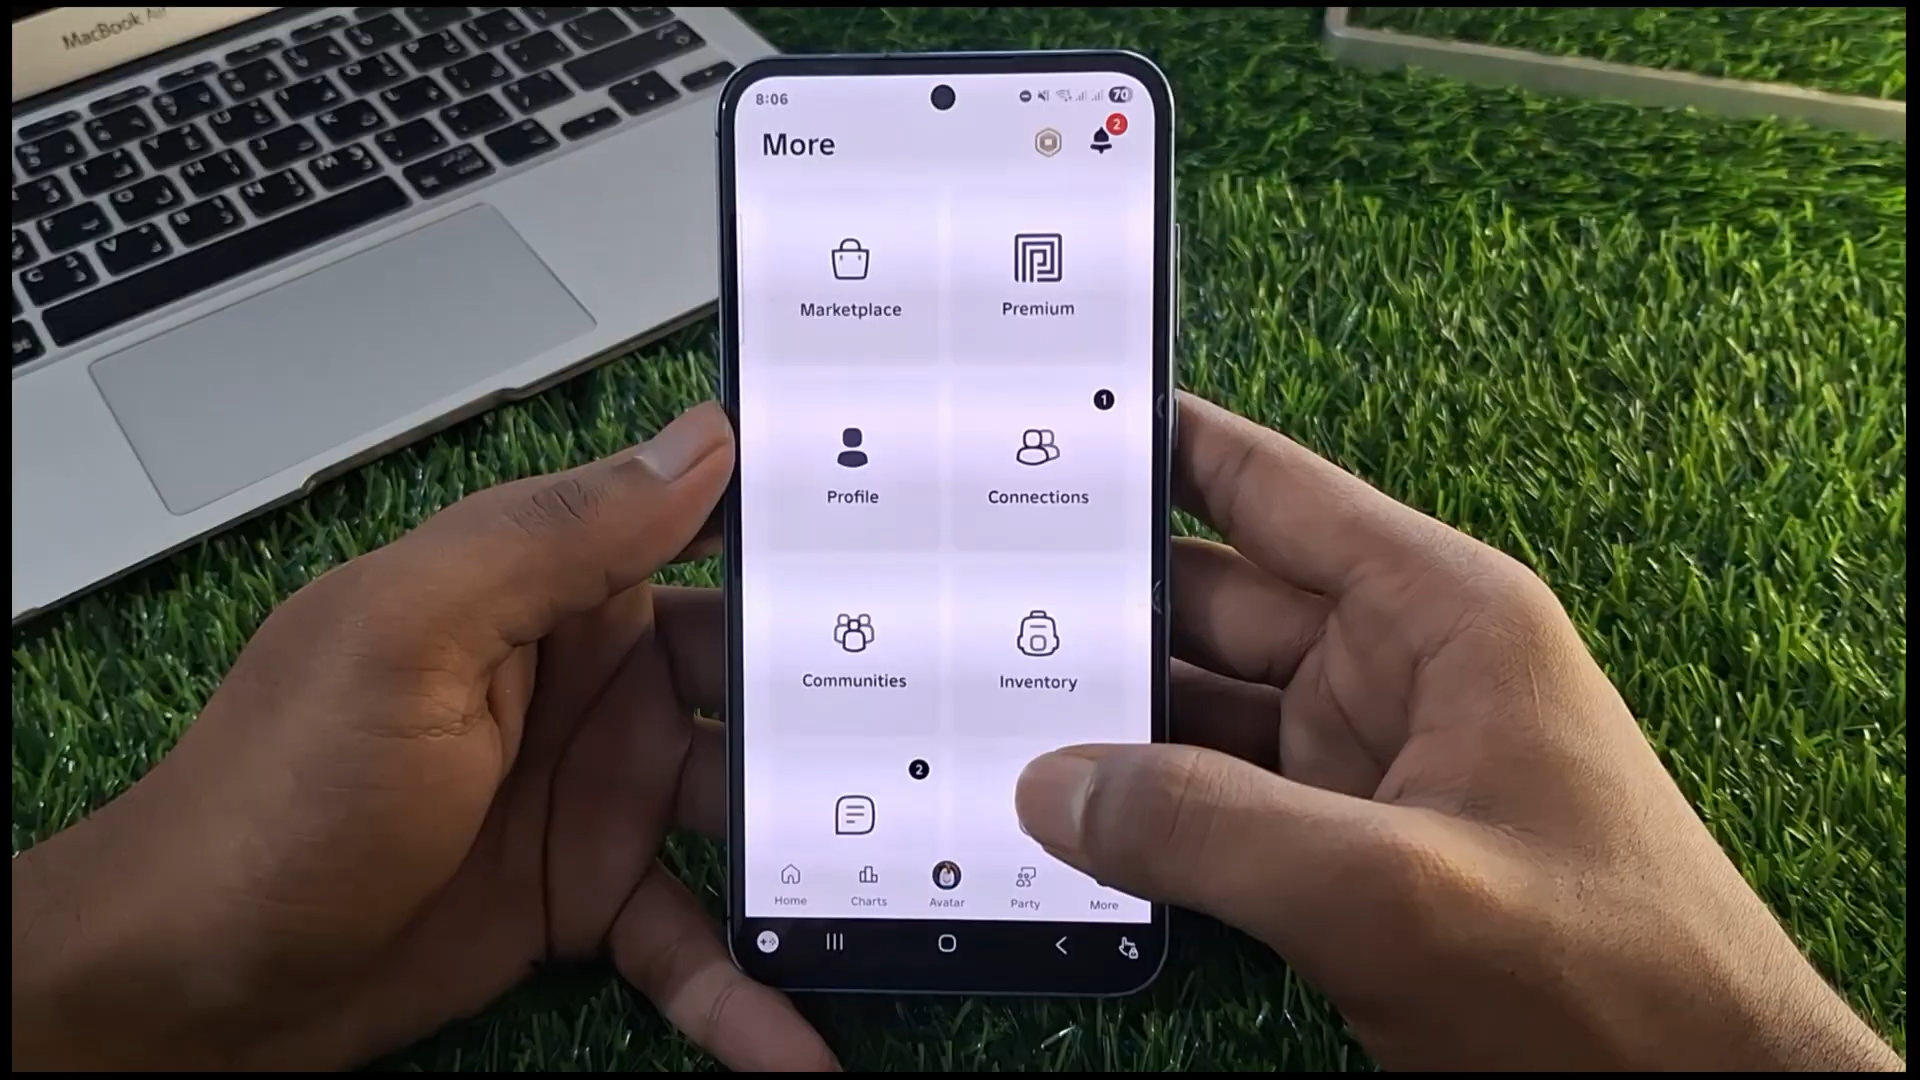 MacBook Air
8:06
70
More
2
Marketplace
Premium
1
Profile
Connections
Communities
Inventory
2
Home
Charts
Avatar
Party
More